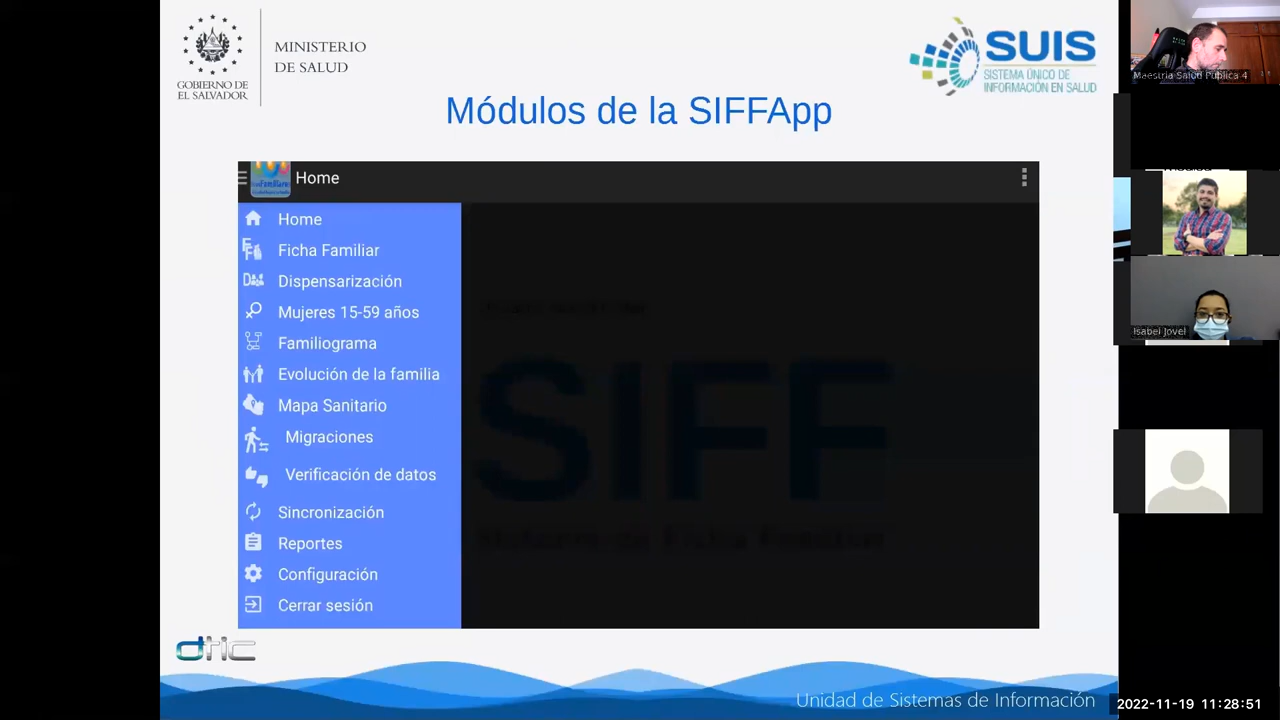 MINISTERIO
DE SALUD
GOBIERNO DE
EL SALVADOR
SUIS
SISTEMA ÚNICO DE
INFORMACIÓN EN SALUD
Módulos de la SIFFApp
Home
Home
Ficha Familiar
Dispensarización
Mujeres 15-59 años
Familiograma
Evolución de la familia
Mapa Sanitario
Migraciones
Verificación de datos
Sincronización
Reportes
Configuración
Cerrar sesión
SIFF
dtic
Unidad de Sistemas de Información
Maestria Salud Publica 4
Isabel Jovel
2022-11-19 11:28:51